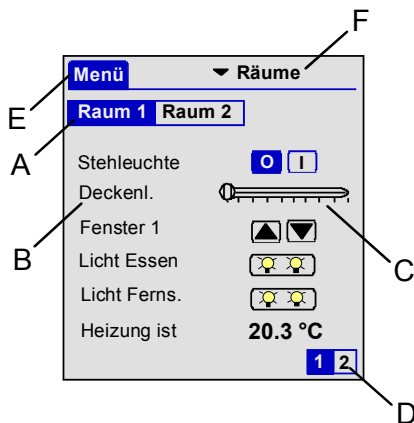 F
Menü Räume
E
Raum 1 Raum 2
A
Stehleuchte O I
Deckenl.
B
C
Fenster 1
Licht Essen
Licht Ferns.
Heizung ist 20.3 °C
1 2
D